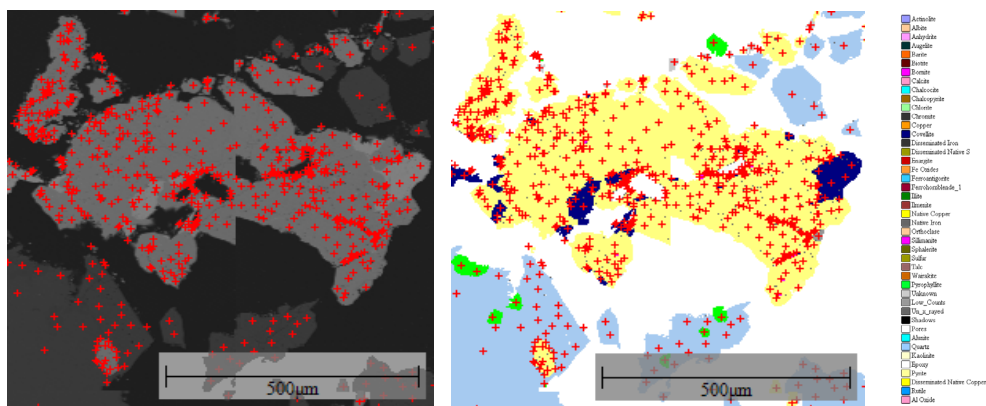 500µm
500µm
Actinolite
Albite
Anhydrite
Augelite
Barite
Biotite
Bornite
Calcite
Chalcocite
Chalcopyrite
Chlorite
Chromite
Copper
Covellite
Disseminated Iron
Disseminated Native S
Enargite
Fe Oxides
Ferroantigorite
Ferrohornblende_1
Illite
Ilmenite
Native Copper
Native Iron
Orthoclase
Sillimanite
Sphalerite
Sulfur
Talc
Wairakite
Pyrophyllite
Unknown
Low_Counts
Un_x_rayed
Shadows
Pores
Alunite
Quartz
Kaolinite
Epoxy
Pyrite
Disseminated Native Copper
Rutile
Al Oxide